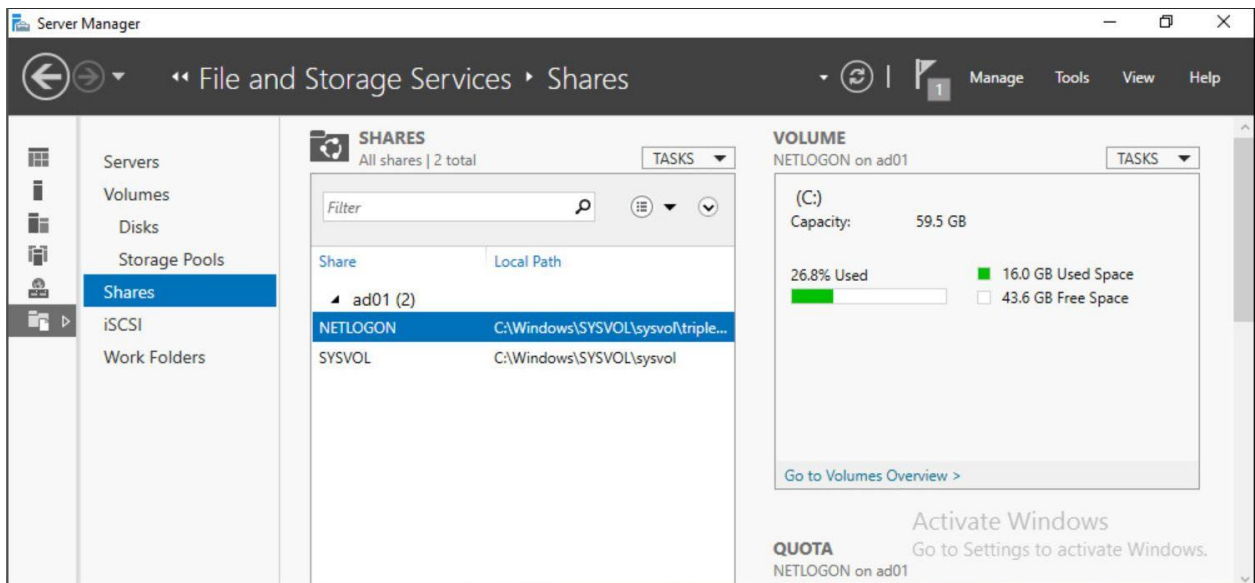 Server Manager
File and Storage Services ‣ Shares
1
Manage Tools View Help
Servers
Volumes
Disks
Storage Pools
Shares
iSCSI
Work Folders
SHARES
All shares | 2 total
TASKS
Filter
Share Local Path
ad01 (2)
NETLOGON C:\Windows\SYSVOL\sysvol\triple...
SYSVOL C:\Windows\SYSVOL\sysvol
VOLUME
NETLOGON on ad01
TASKS
(C:)
Capacity: 59.5 GB
26.8% Used
16.0 GB Used Space
43.6 GB Free Space
Go to Volumes Overview >
Activate Windows
Go to Settings to activate Windows.
QUOTA
NETLOGON on ad01